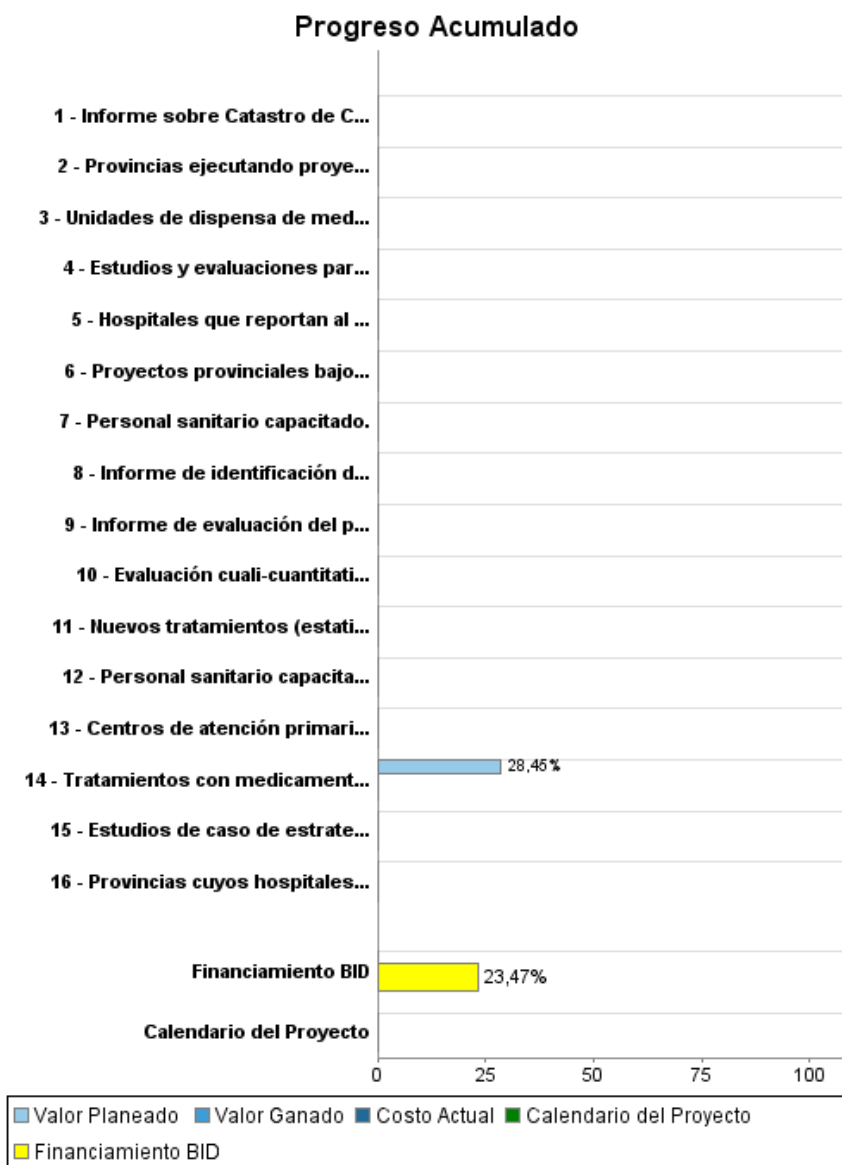 Progreso Acumulado
1 - Informe sobre Catastro de C...
2 - Provincias ejecutando proye...
3 - Unidades de dispensa de med...
4 - Estudios y evaluaciones par...
5 - Hospitales que reportan al ...
6 - Proyectos provinciales bajo...
7 - Personal sanitario capacitado.
8 - Informe de identificación d...
9 - Informe de evaluación del p...
10 - Evaluación cuali-cuantitati...
11 - Nuevos tratamientos (estati...
12 - Personal sanitario capacita...
13 - Centros de atención primari...
14 - Tratamientos con medicament... 28,45%
15 - Estudios de caso de estrate...
16 - Provincias cuyos hospitales...
Financiamiento BID 23,47%
Calendario del Proyecto
0 25 50 75 100
Valor Planeado Valor Ganado Costo Actual Calendario del Proyecto
Financiamiento BID